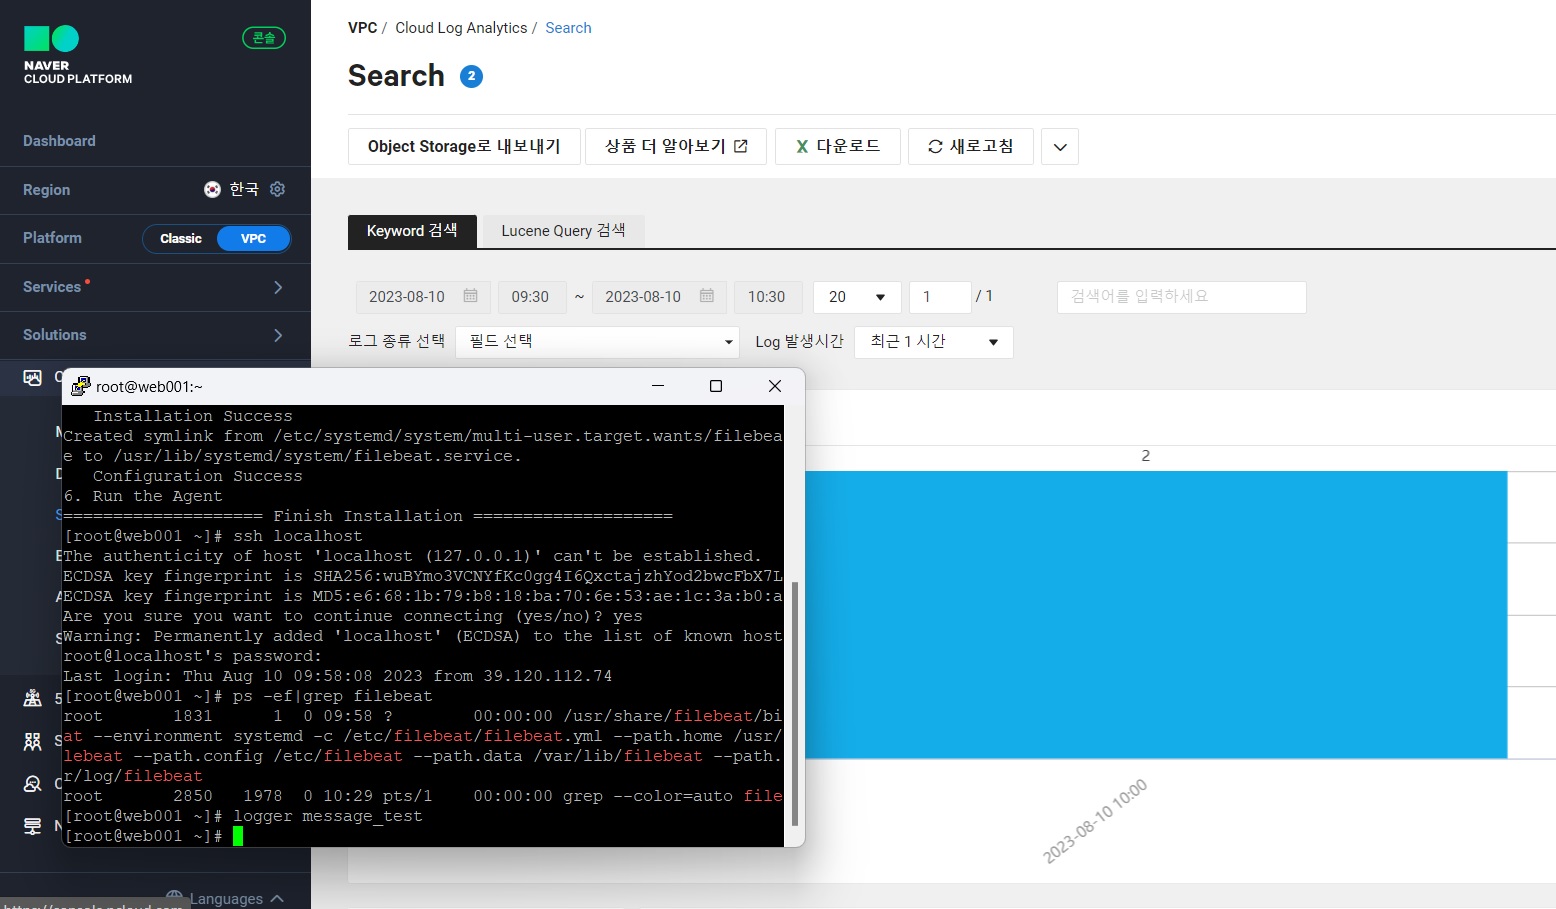 콘솔
NAVER
CLOUD PLATFORM
Dashboard
Region 한국
Platform Classic VPC
Services
Solutions
Languages
VPC / Cloud Log Analytics / Search
Search 2
Object Storage로 내보내기 상품 더 알아보기 다운로드 새로고침
Keyword 검색 Lucene Query 검색
2023-08-10 09:30 ~ 2023-08-10 10:30 20 1 / 1 검색어를 입력하세요
로그 종류 선택 필드 선택 Log 발생시간 최근 1 시간
2
2023-08-10 10:00
root@web001:~
Installation Success
Created symlink from /etc/systemd/system/multi-user.target.wants/filebea
e to /usr/lib/systemd/system/filebeat.service.
Configuration Success
6. Run the Agent
==================== Finish Installation ====================
[root@web001 ~]# ssh localhost
The authenticity of host 'localhost (127.0.0.1)' can't be established.
ECDSA key fingerprint is SHA256:wuBYmo3VCNYfKc0gg4I6QxctajzhYod2bwcFbX7L
ECDSA key fingerprint is MD5:e6:68:1b:79:b8:18:ba:70:6e:53:ae:1c:3a:b0:a
Are you sure you want to continue connecting (yes/no)? yes
Warning: Permanently added 'localhost' (ECDSA) to the list of known host
root@localhost's password:
Last login: Thu Aug 10 09:58:08 2023 from 39.120.112.74
[root@web001 ~]# ps -ef|grep filebeat
root 1831 1 0 09:58 ? 00:00:00 /usr/share/filebeat/bi
at --environment systemd -c /etc/filebeat/filebeat.yml --path.home /usr/
lebeat --path.config /etc/filebeat --path.data /var/lib/filebeat --path.
r/log/filebeat
root 2850 1978 0 10:29 pts/1 00:00:00 grep --color=auto file
[root@web001 ~]# logger message_test
[root@web001 ~]#